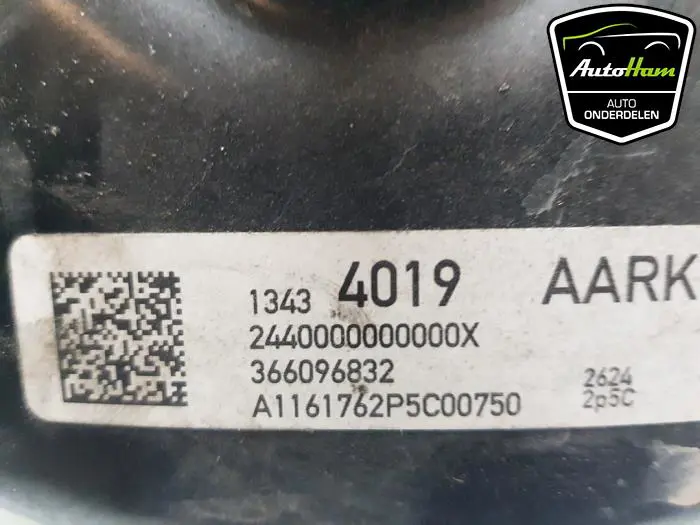 AutoHam
AUTO
ONDERDELEN
1343 4019 AARK
2440000000000X
366096832
2624
A1161762P5C00750
2p5C